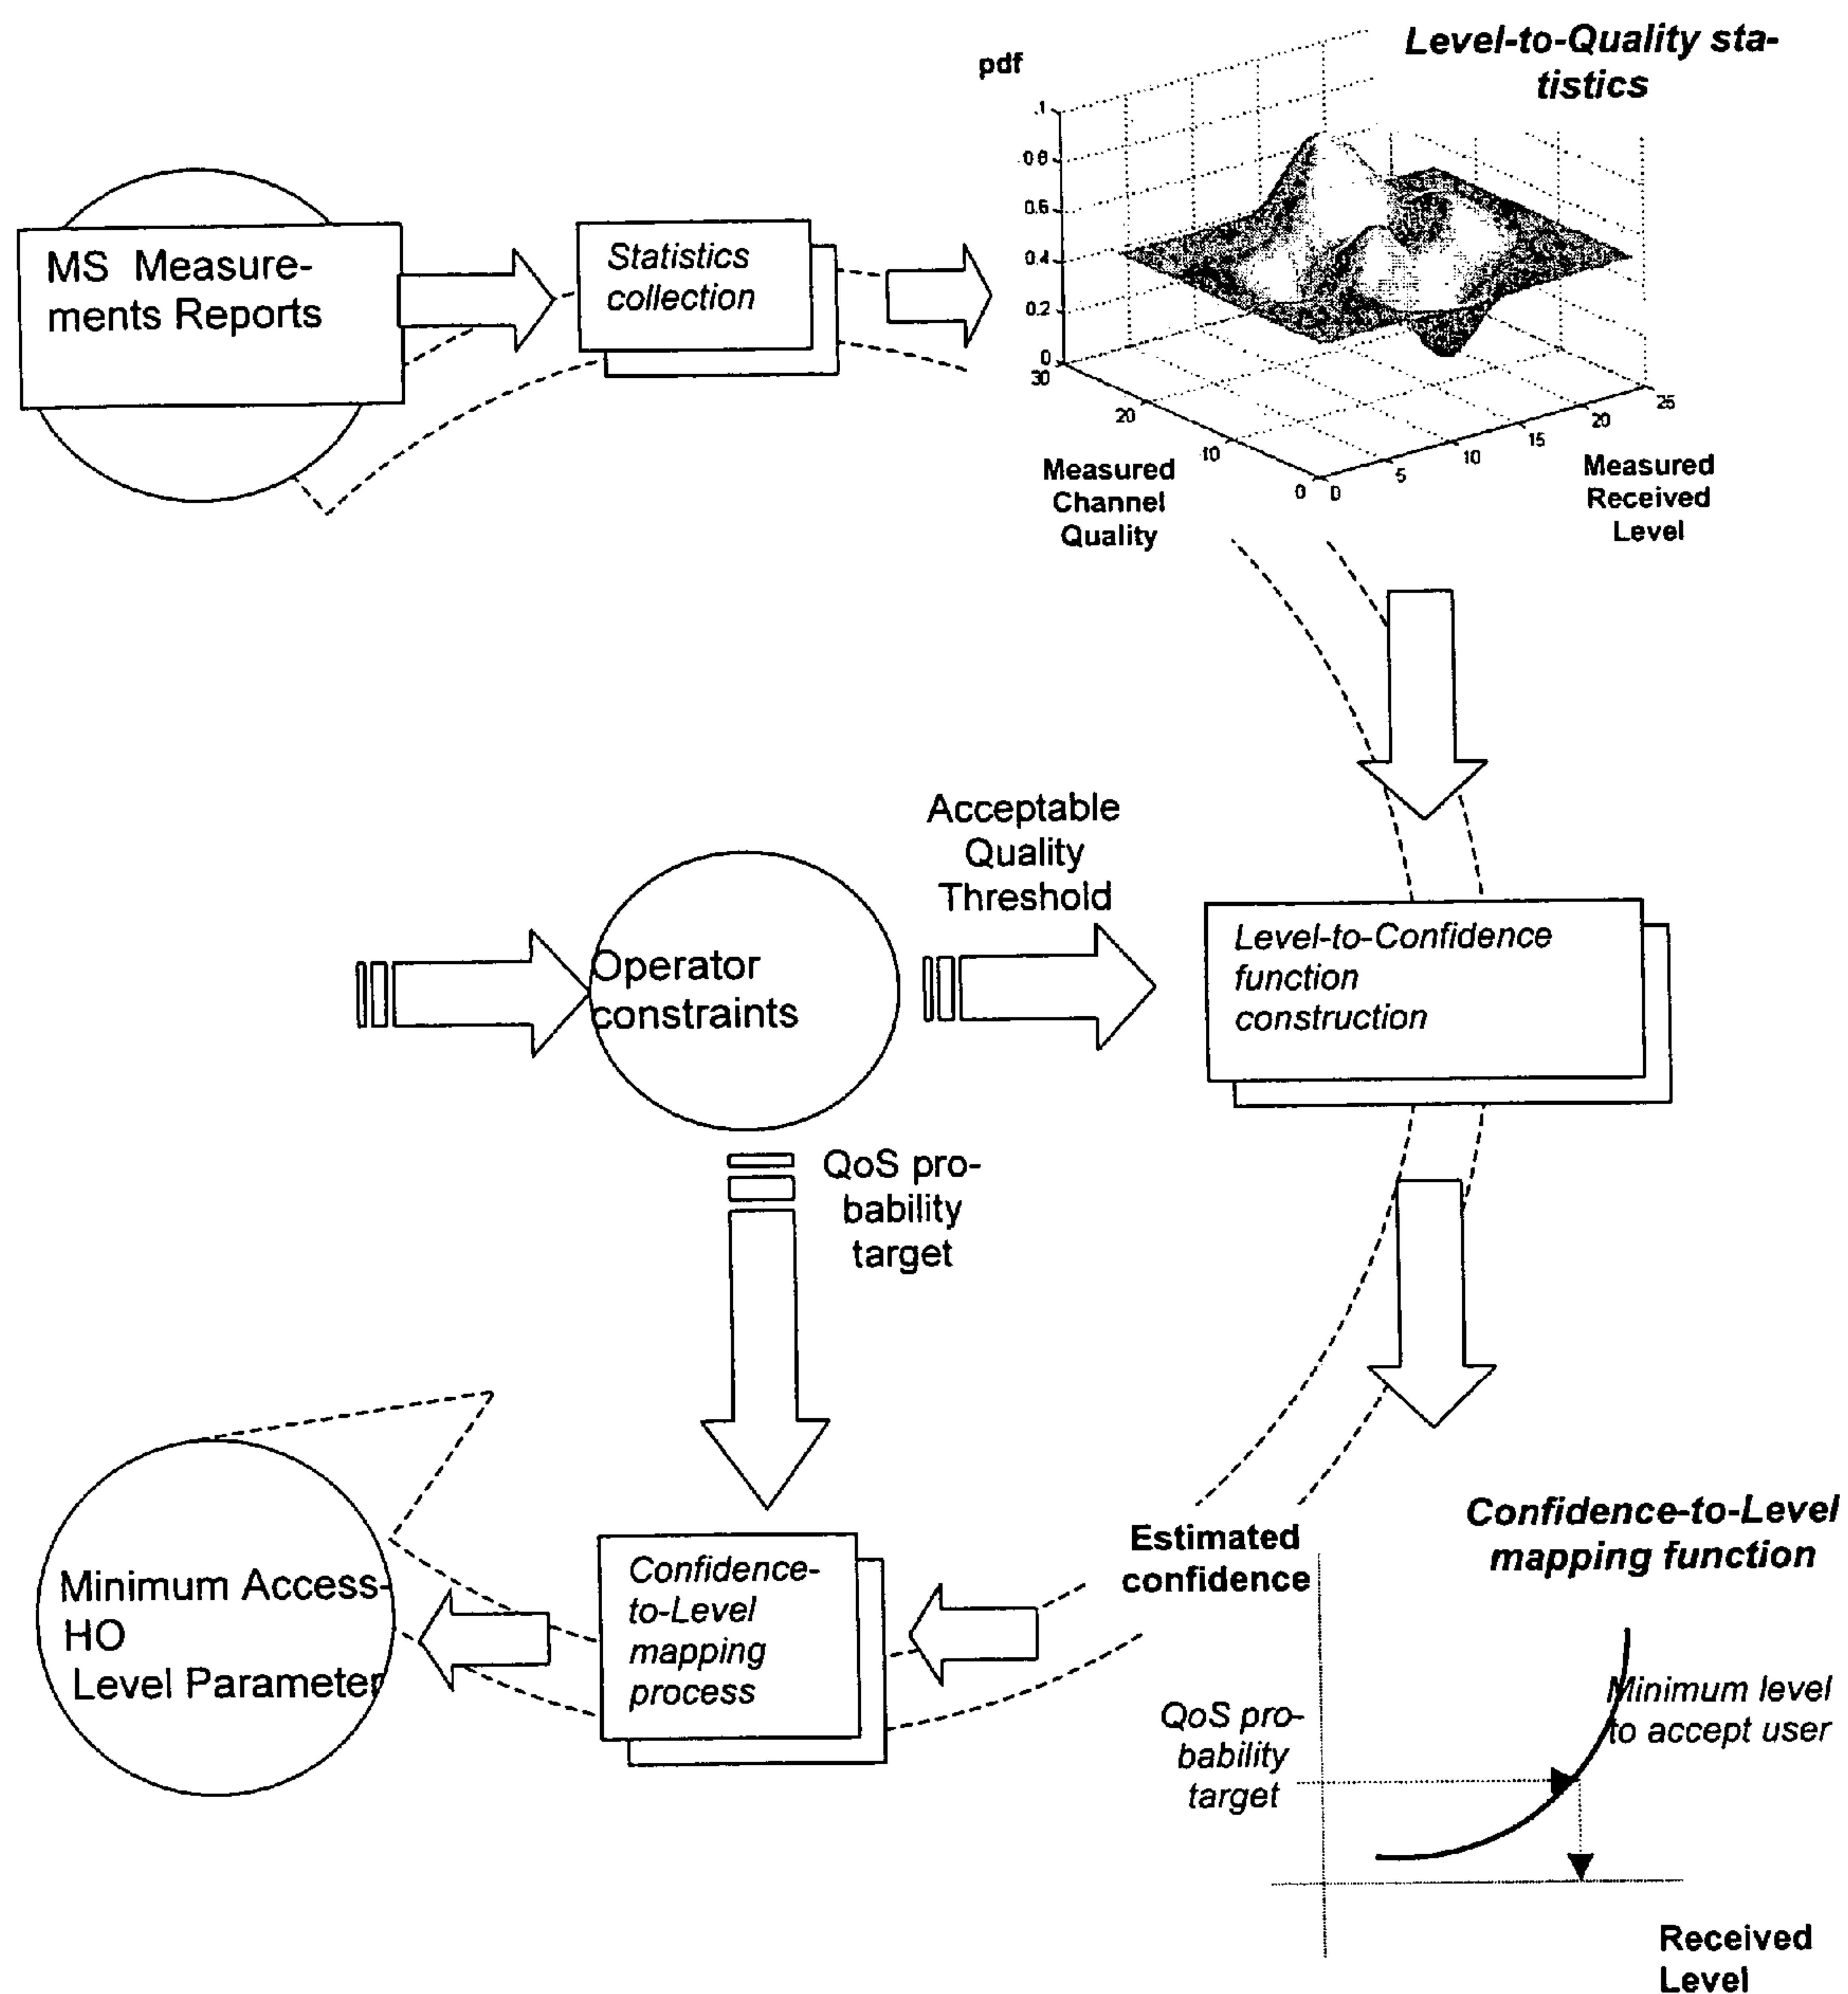 Level-to-Quality sta-
tistics
pdf
.1
0.8
0.6
0.4
0.2
0
30
20
10
0
0
5
10
15
20
25
Measured
Channel
Quality
Measured
Received
Level
MS Measure-
ments Reports
Statistics
collection
Acceptable
Quality
Threshold
Operator
constraints
Level-to-Confidence
function
construction
QoS pro-
bability
target
Minimum Access-
HO
Level Parameter
Confidence-
to-Level
mapping
process
Estimated
confidence
Confidence-to-Level
mapping function
Minimum level
to accept user
QoS pro-
bability
target
Received
Level